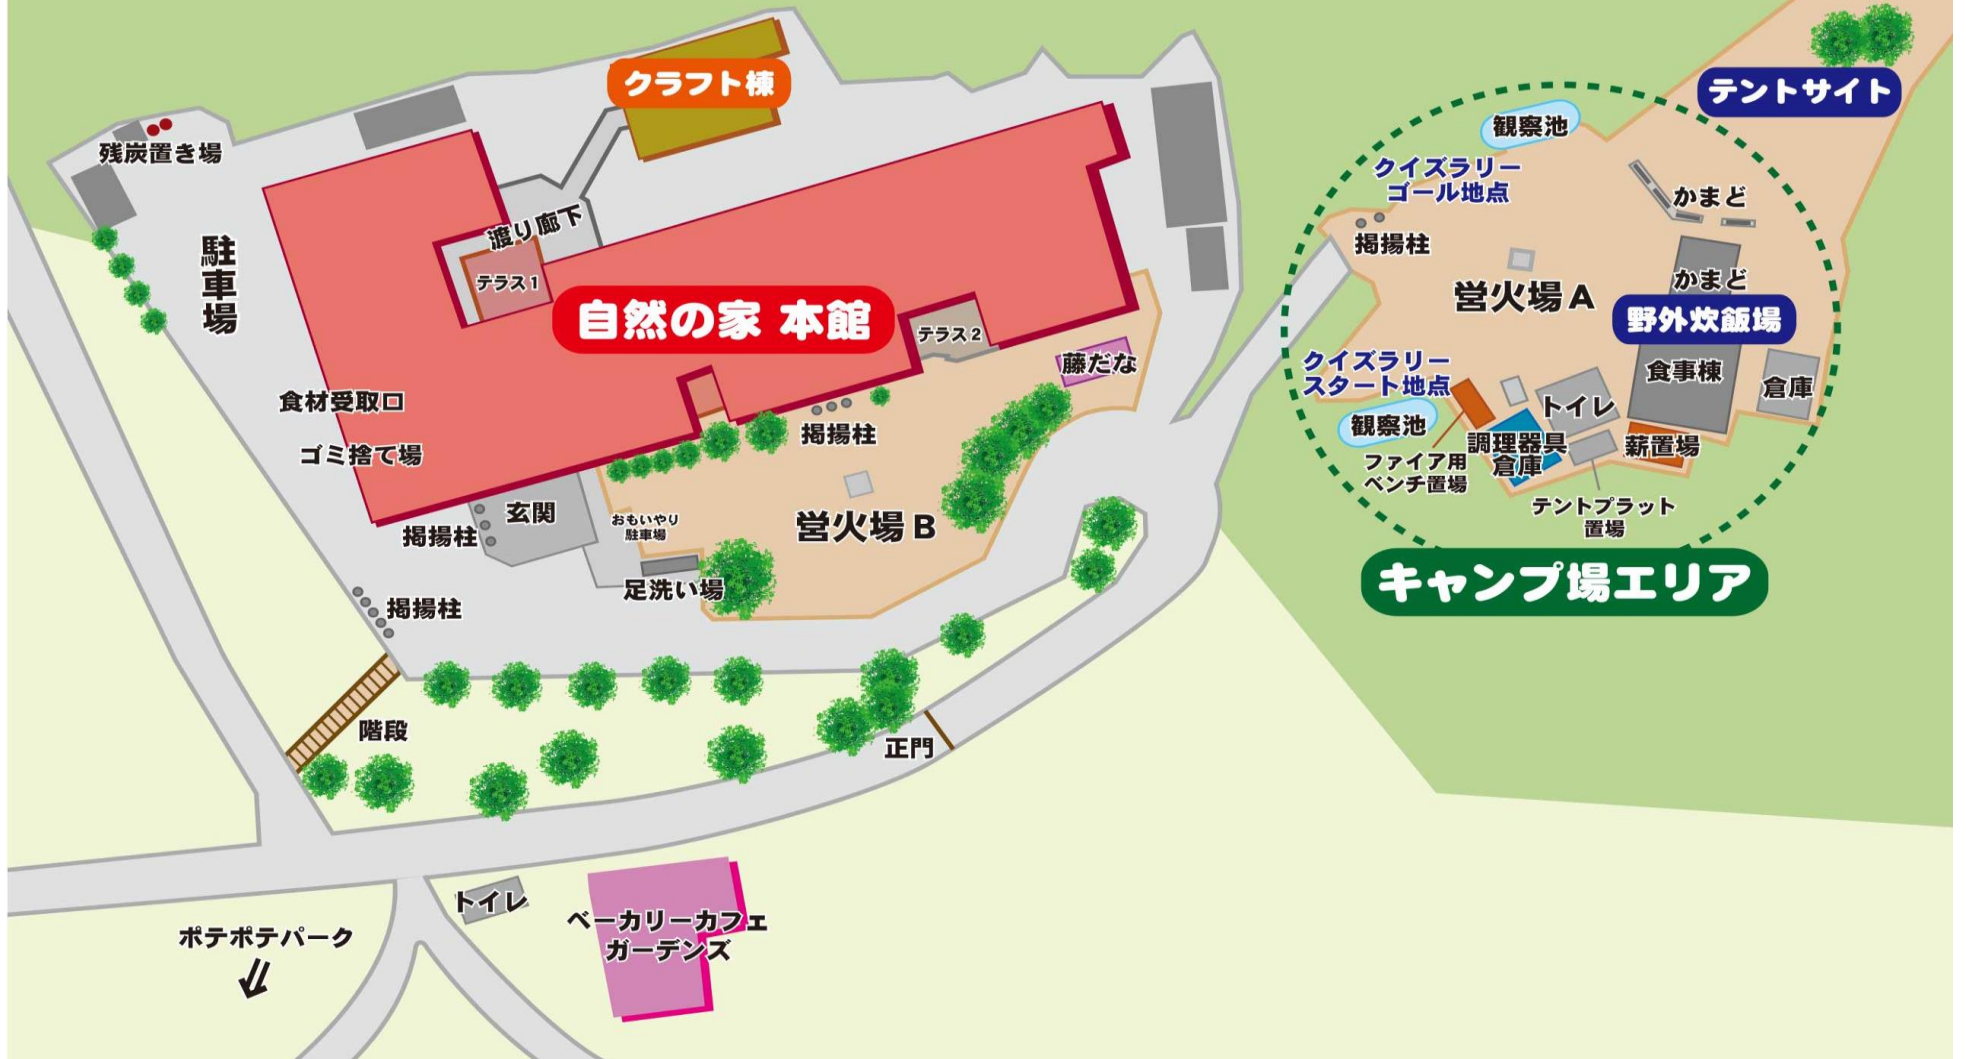 クラフト棟
残炭置き場
駐車場
渡り廊下
テラス1
自然の家 本館
テラス2
藤だな
食材受取口
ゴミ捨て場
掲揚柱
営火場B
玄関
掲揚柱
おもいやり
駐車場
足洗い場
掲揚柱
階段
正門
トイレ
ベーカリーカフェ
ガーデンズ
ポテポテパーク
テントサイト
観察池
クイズラリー
ゴール地点
かまど
掲揚柱
営火場A
かまど
野外炊飯場
食事棟
倉庫
クイズラリー
スタート地点
観察池
トイレ
調理器具
倉庫
薪置場
ファイア用
ベンチ置場
テントプラット
置場
キャンプ場エリア